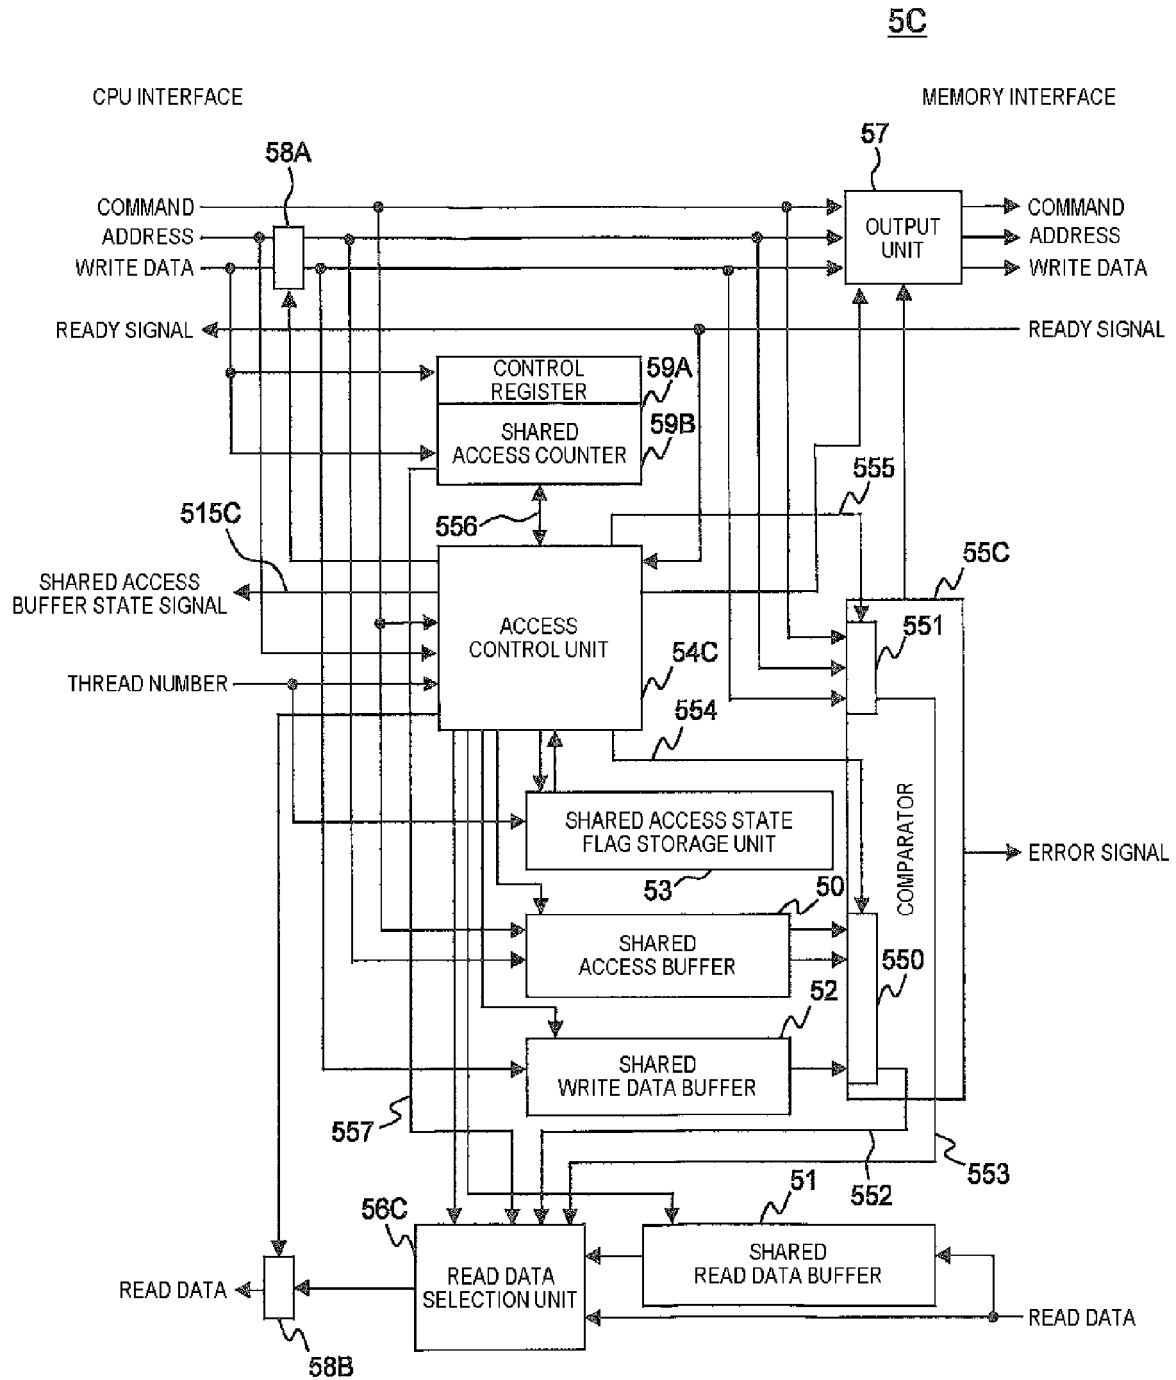 5C
CPU INTERFACE
MEMORY INTERFACE
58A
57
COMMAND
ADDRESS
WRITE DATA
OUTPUT
UNIT
COMMAND
ADDRESS
WRITE DATA
READY SIGNAL
READY SIGNAL
CONTROL
REGISTER
59A
SHARED
ACCESS COUNTER
59B
555
515C
556
55C
SHARED ACCESS
BUFFER STATE SIGNAL
ACCESS
CONTROL UNIT
551
54C
THREAD NUMBER
554
SHARED ACCESS STATE
FLAG STORAGE UNIT
COMPARATOR
ERROR SIGNAL
53
50
SHARED
ACCESS BUFFER
550
52
SHARED
WRITE DATA BUFFER
557
552
553
51
56C
READ DATA
READ DATA
SELECTION UNIT
SHARED
READ DATA BUFFER
READ DATA
58B